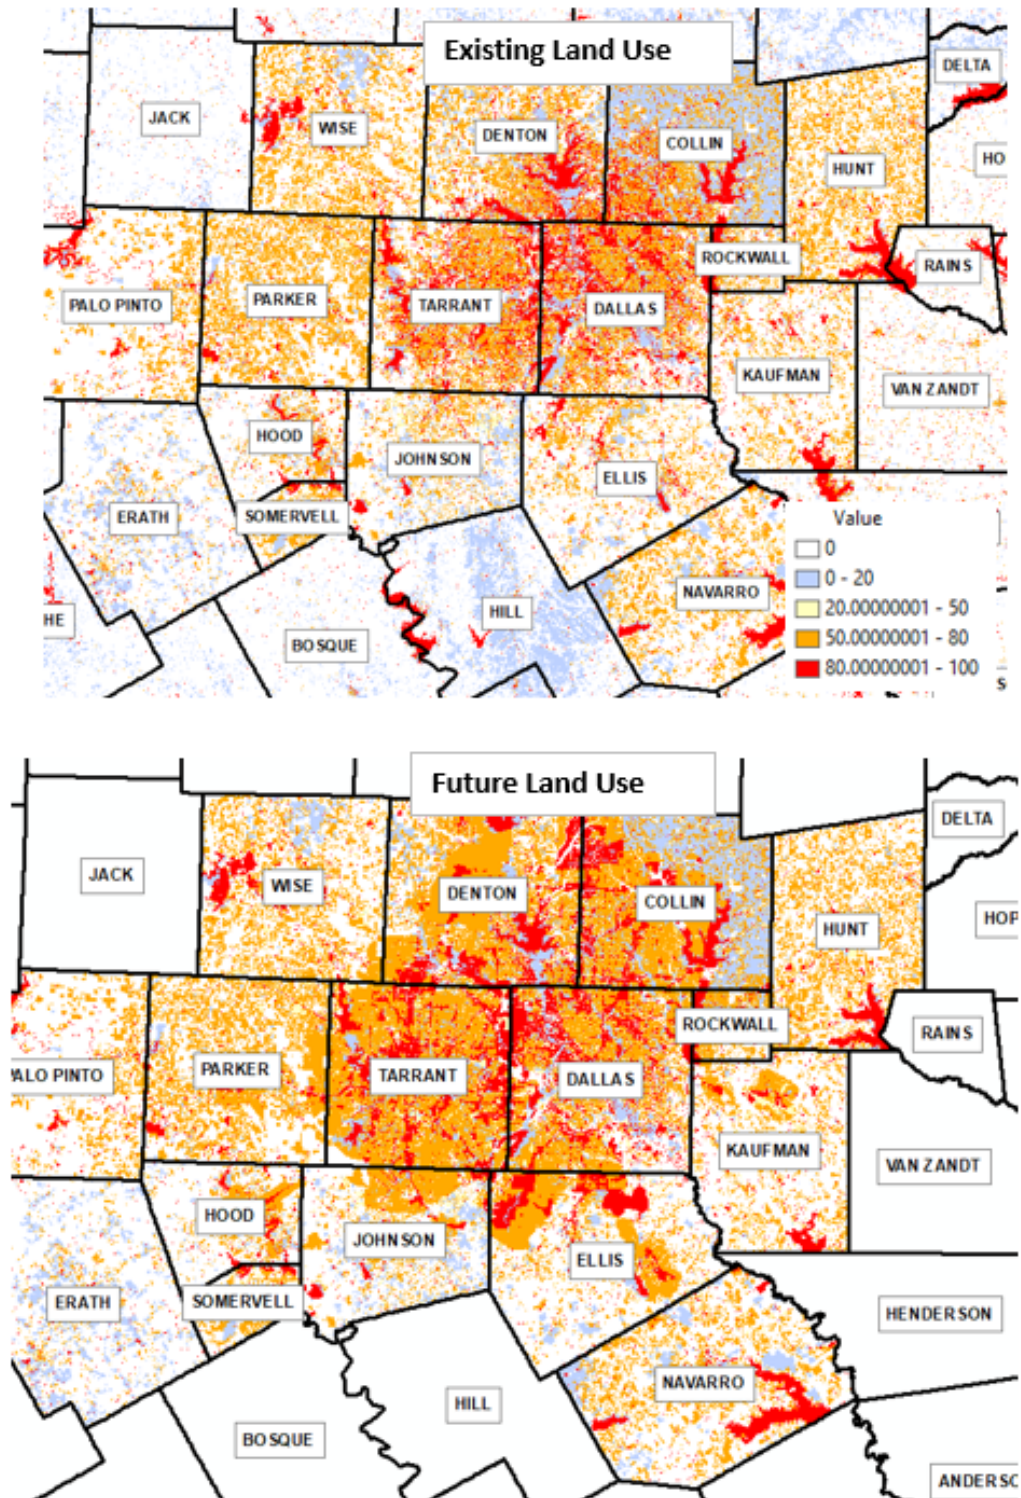 Existing Land Use
DELTA
JACK
WISE
DENTON
COLLIN
HUNT
HO
ROCKWALL
RAINS
PALO PINTO
PARKER
TARRANT
DALLAS
KAUFMAN
VAN ZANDT
HOOD
JOHNSON
ELLIS
ERATH
SOMERVELL
Value
0
0 - 20
20.00000001 - 50
50.00000001 - 80
80.00000001 - 100
NAVARRO
HILL
HE
BOSQUE
S
Future Land Use
DELTA
JACK
WISE
DENTON
COLLIN
HUNT
HOP
ROCKWALL
RAINS
PALO PINTO
PARKER
TARRANT
DALLAS
KAUFMAN
VAN ZANDT
HOOD
JOHNSON
ELLIS
ERATH
SOMERVELL
HENDERSON
NAVARRO
HILL
BOSQUE
ANDERSO